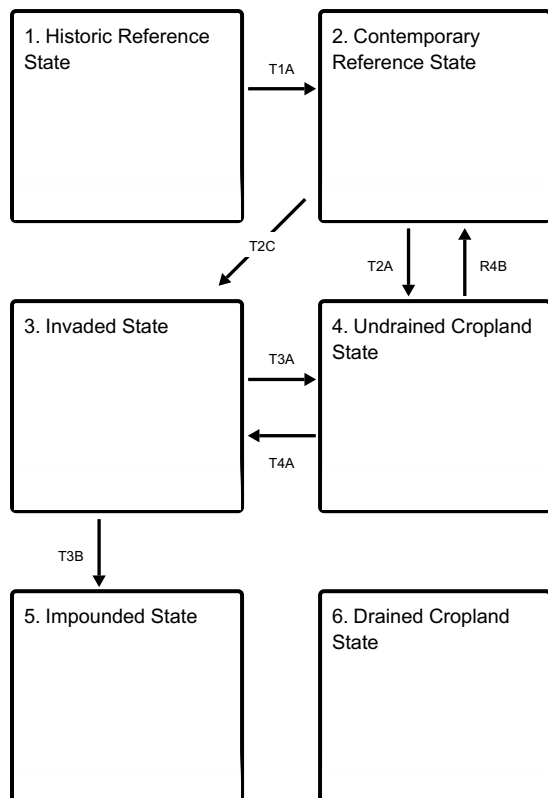 1. Historic Reference
State
2. Contemporary
Reference State
T1A
T2C
T2A
R4B
3. Invaded State
4. Undrained Cropland
State
T3A
T4A
T3B
5. Impounded State
6. Drained Cropland
State